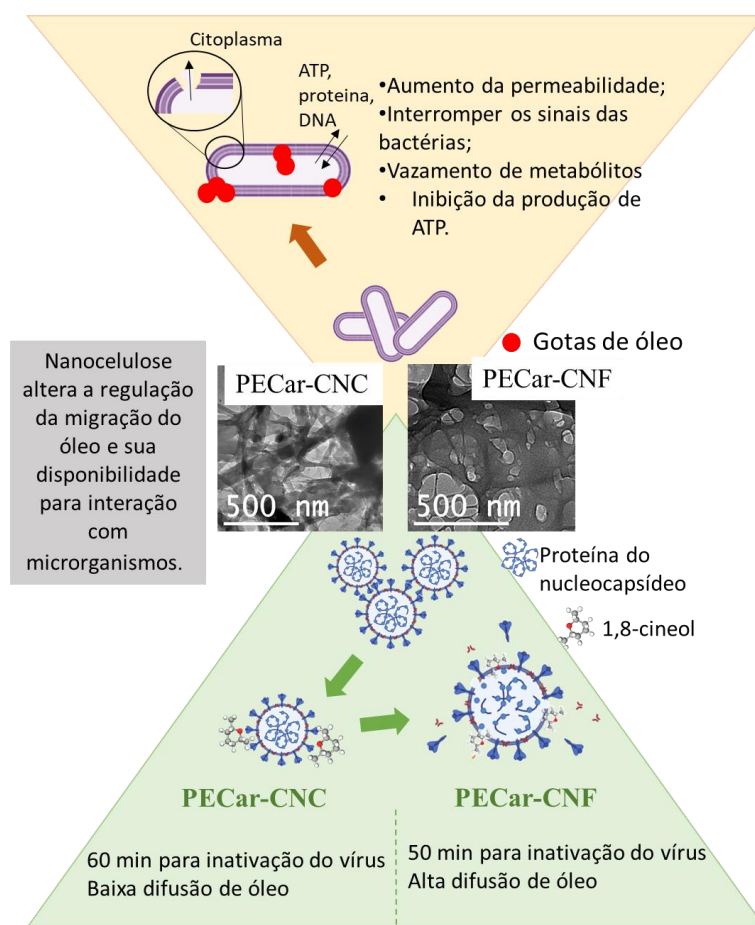 Citoplasma
ATP,
proteina,
DNA
•Aumento da permeabilidade;
•Interromper os sinais das
bactérias;
•Vazamento de metabólitos
• Inibição da produção de
ATP.
Gotas de óleo
Nanocelulose
altera a regulação
da migração do
óleo e sua
disponibilidade
para interação
com
microrganismos.
PECar-CNC
500 nm
PECar-CNF
500 nm
Proteína do
nucleocapsídeo
1,8-cineol
PECar-CNC
PECar-CNF
60 min para inativação do vírus
Baixa difusão de óleo
50 min para inativação do vírus
Alta difusão de óleo